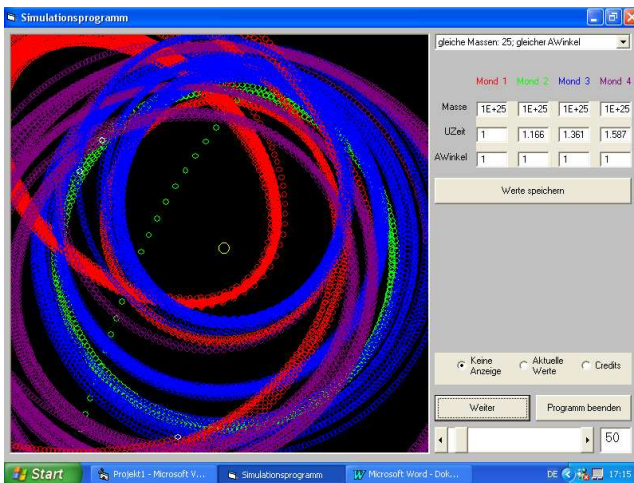 Simulationsprogramm
gleiche Massen: 25; gleicher AWinkel
Mond 1 Mond 2 Mond 3 Mond 4
Masse 1E+25 1E+25 1E+25 1E+25
UZeit 1 1.166 1.361 1.587
AWinkel 1 1 1 1
Werte speichern
Keine Anzeige Aktuelle Werte Credits
Weiter Programm beenden
50
Start Projekt1 - Microsoft V... Simulationsprogramm Microsoft Word - Dok... DE 17:15